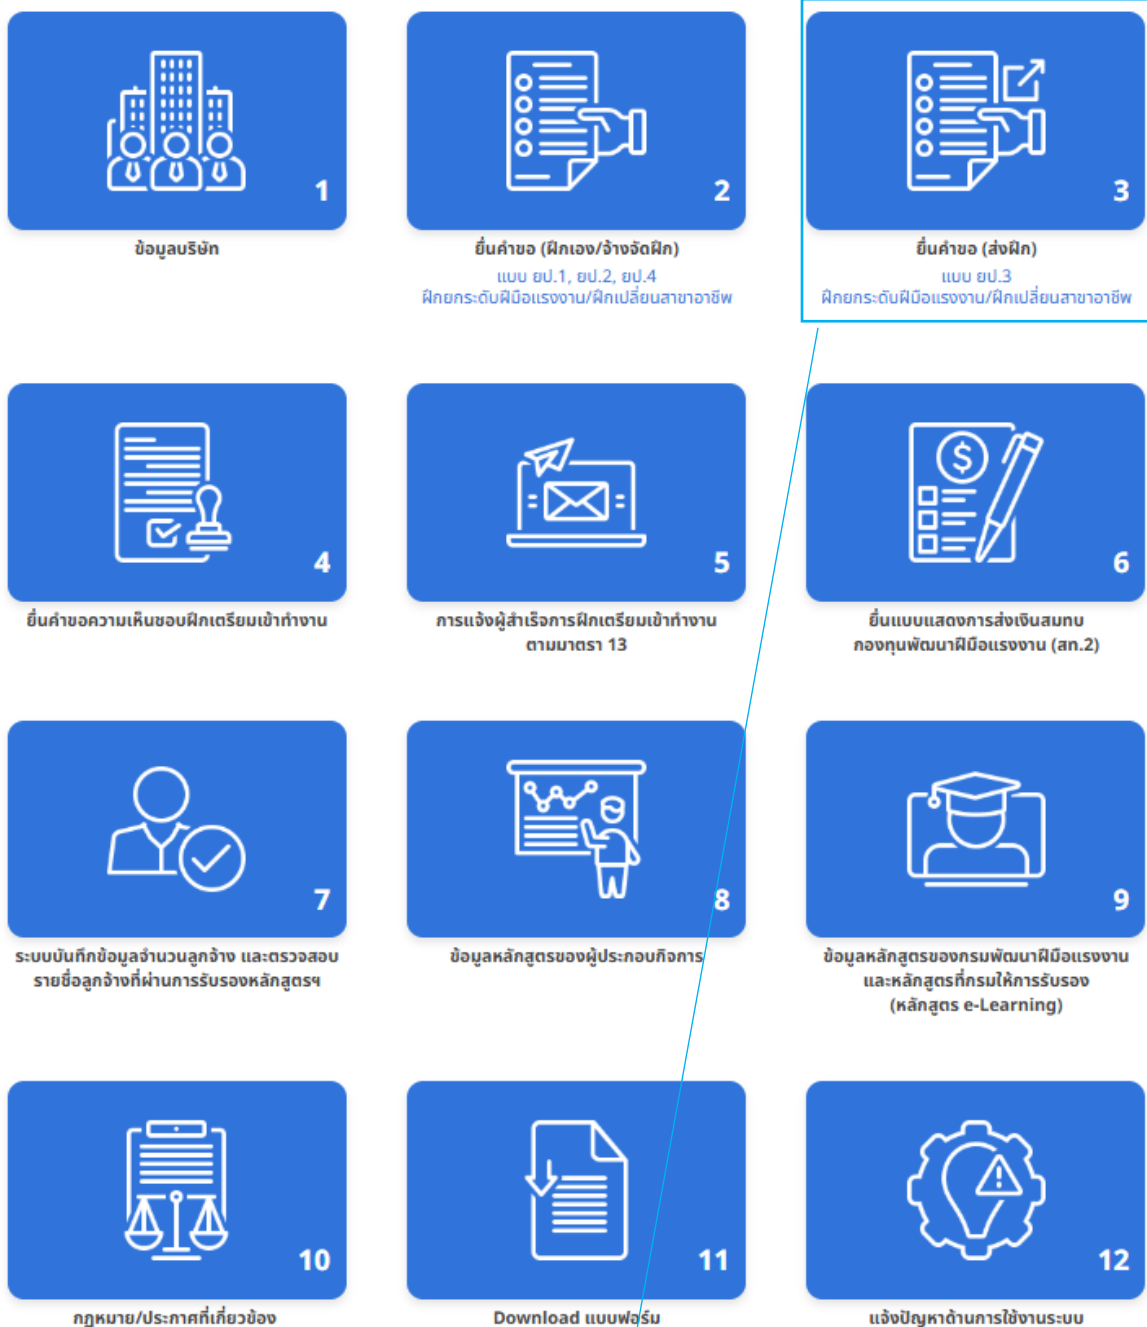 1
ข้อมูลบริษัท
2
ยื่นคำขอ (ฝึกเอง/จ้างจัดฝึก)
แบบ ยป.1, ยป.2, ยป.4
ฝึกยกระดับฝีมือแรงงาน/ฝึกเปลี่ยนสาขาอาชีพ
3
ยื่นคำขอ (ส่งฝึก)
แบบ ยป.3
ฝึกยกระดับฝีมือแรงงาน/ฝึกเปลี่ยนสาขาอาชีพ
4
ยื่นคำขอความเห็นชอบฝึกเตรียมเข้าทำงาน
5
การแจ้งผู้สำเร็จการฝึกเตรียมเข้าทำงาน
ตามมาตรา 13
$
6
ยื่นแบบแสดงการส่งเงินสมทบ
กองทุนพัฒนาฝีมือแรงงาน (สท.2)
7
ระบบบันทึกข้อมูลจำนวนลูกจ้าง และตรวจสอบ
รายชื่อลูกจ้างที่ผ่านการรับรองหลักสูตรฯ
8
ข้อมูลหลักสูตรของผู้ประกอบกิจการ
9
ข้อมูลหลักสูตรของกรมพัฒนาฝีมือแรงงาน
และหลักสูตรที่กรมให้การรับรอง
(หลักสูตร e-Learning)
10
กฎหมาย/ประกาศที่เกี่ยวข้อง
11
Download แบบฟอร์ม
12
แจ้งปัญหาด้านการใช้งานระบบ